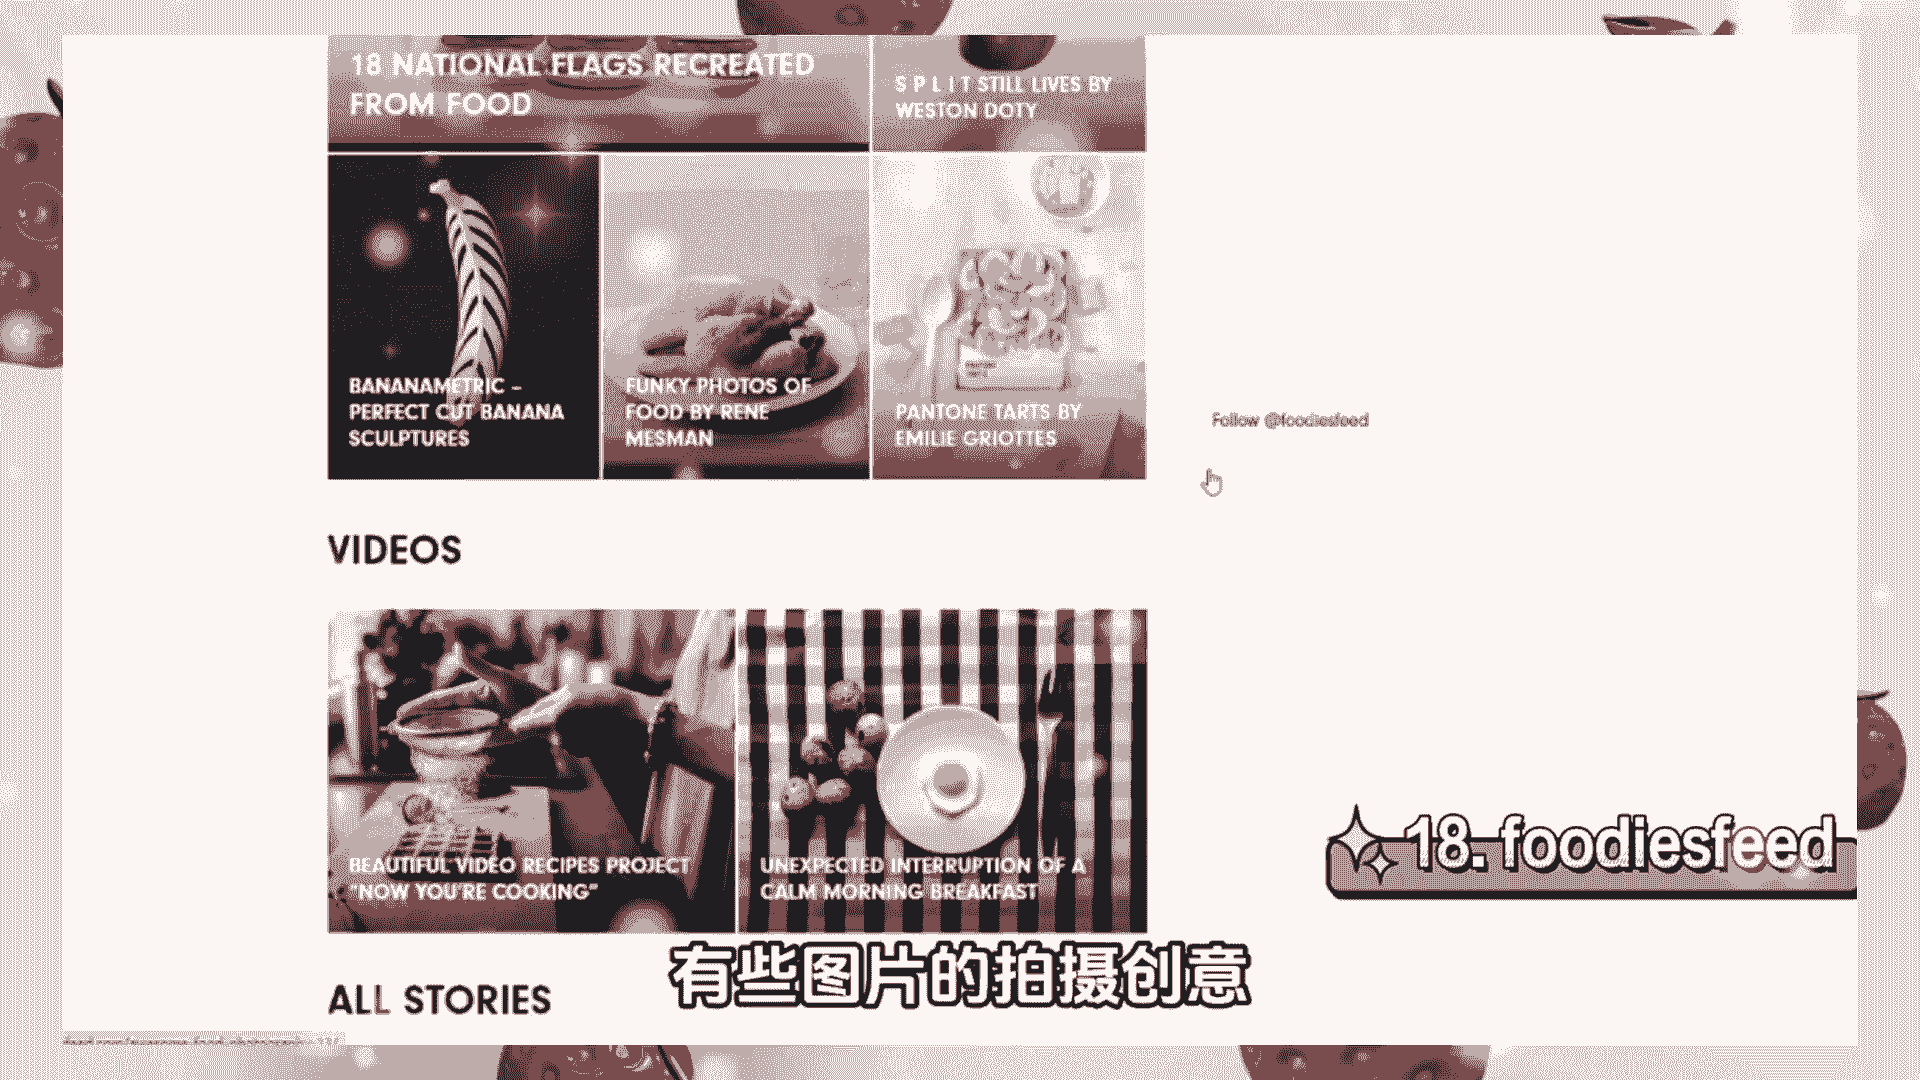 18 NATIONAL FLAGS RECREATED
FROM FOOD
S P L I T STILL LIVES BY
WESTON DOTY
BANANAMETRIC –
PERFECT CUT BANANA
SCULPTURES
FUNKY PHOTOS OF
FOOD BY RENE
MESMAN
PANTONE TARTS BY
EMILIE GRIOTTES
Follow @foodiesfeed
VIDEOS
BEAUTIFUL VIDEO RECIPES PROJECT
"NOW YOU'RE COOKING"
UNEXPECTED INTERRUPTION OF A
CALM MORNING BREAKFAST
18. foodiesfeed
有些图片的拍摄创意
ALL STORIES